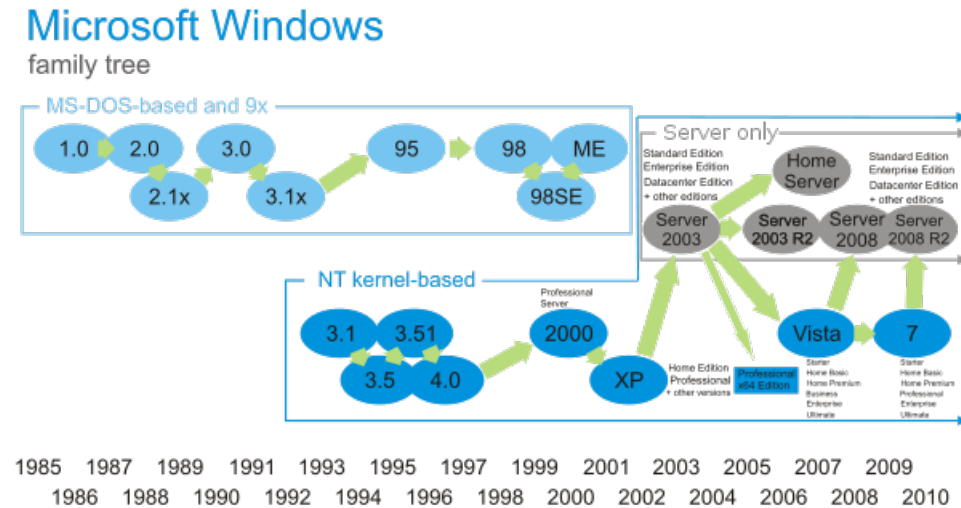 Microsoft Windows
family tree
MS-DOS-based and 9x
1.0
2.0
3.0
95
98
ME
2.1x
3.1x
98SE
Server only
Standard Edition
Enterprise Edition
Datacenter Edition
+ other editions
Home
Server
Standard Edition
Enterprise Edition
Datacenter Edition
+ other editions
Server
2003
Server
2003 R2
Server
2008
Server
2008 R2
NT kernel-based
Professional
Server
3.1
3.51
2000
Vista
7
3.5
4.0
XP
Home Edition
Professional
+ other versions
Professional
x64 Edition
Starter
Home Basic
Home Premium
Business
Enterprise
Ultimate
Starter
Home Basic
Home Premium
Professional
Enterprise
Ultimate
1985 1987 1989 1991 1993 1995 1997 1999 2001 2003 2005 2007 2009
1986 1988 1990 1992 1994 1996 1998 2000 2002 2004 2006 2008 2010